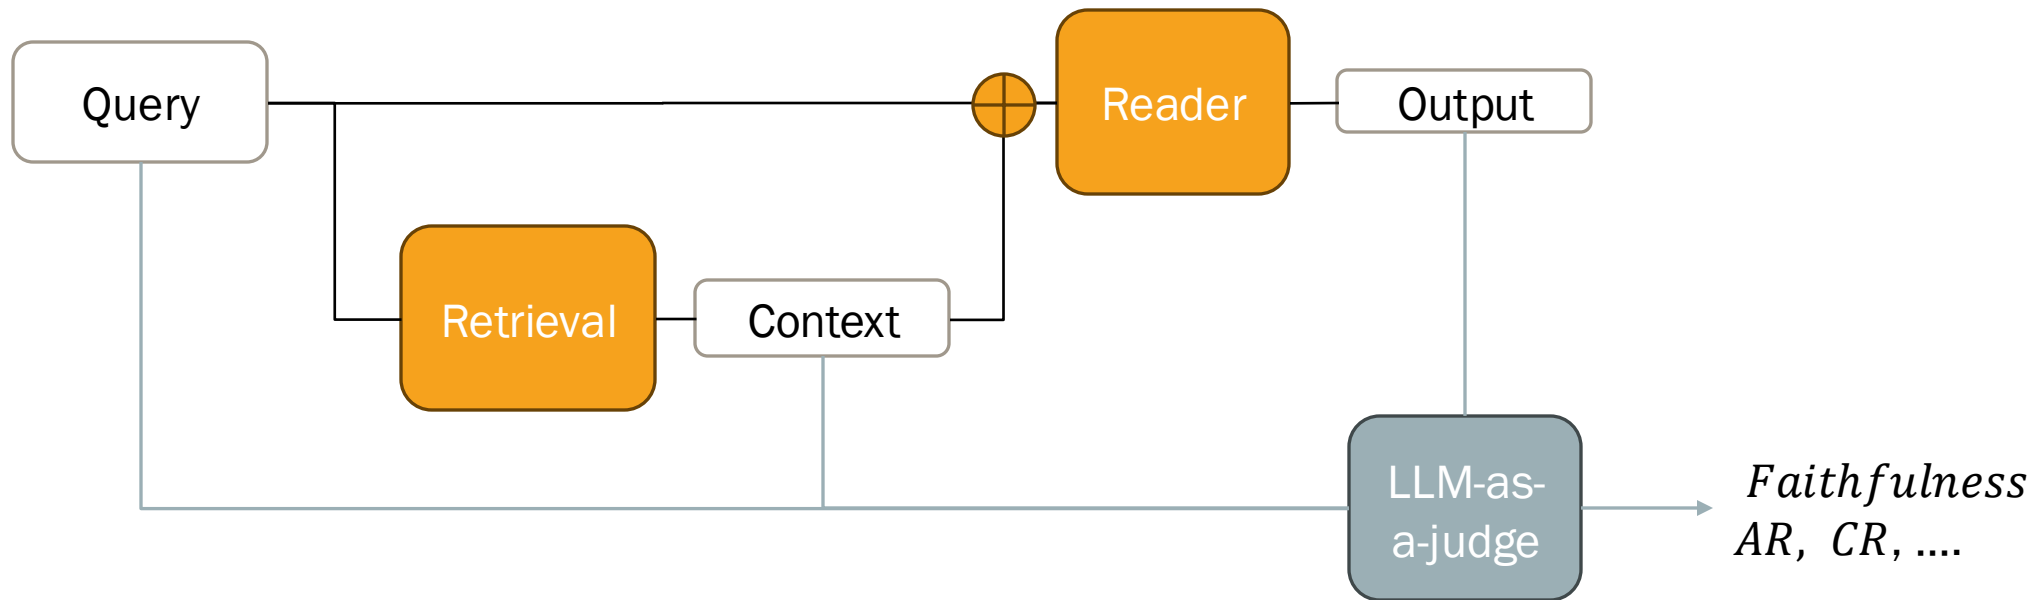 Query
Reader
Output
Retrieval
Context
LLM-as-
a-judge
Faithfulness
AR, CR, ....